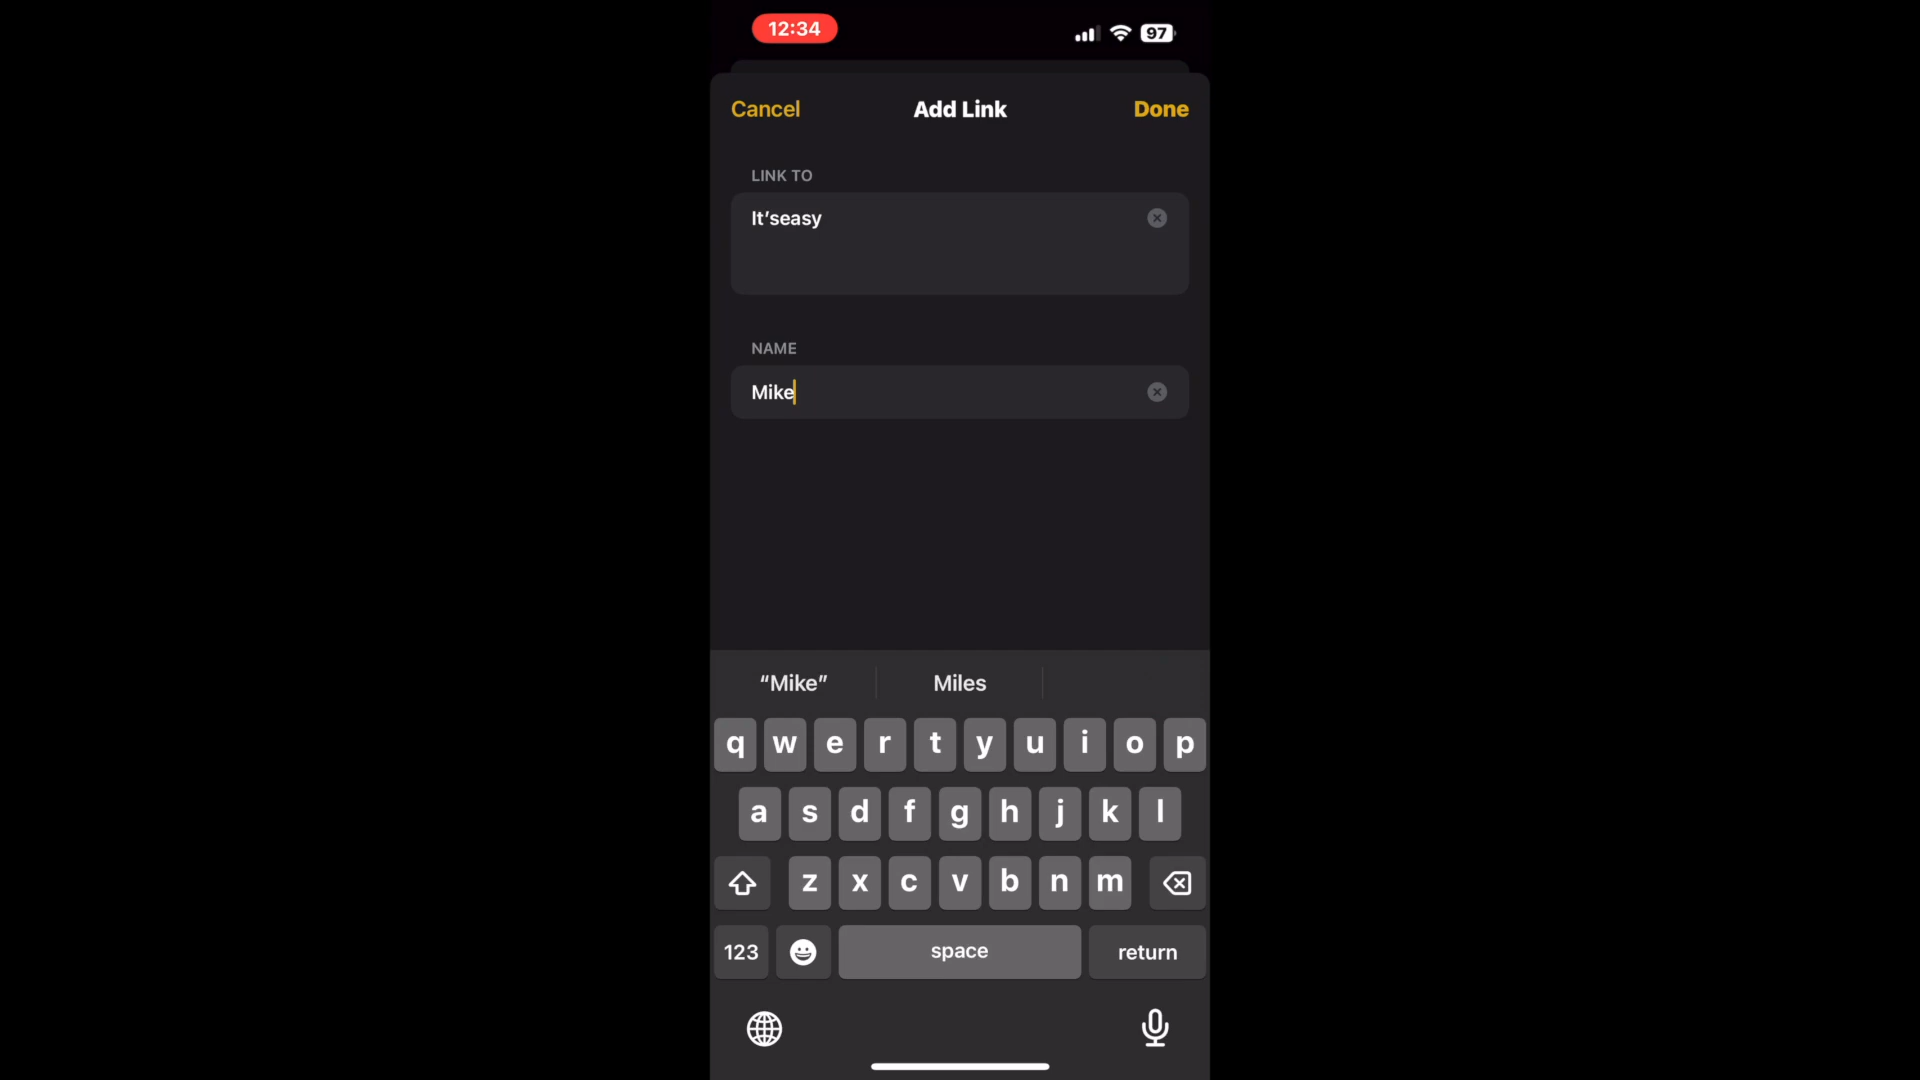 12:34
97
Cancel
Add Link
Done
LINK TO
It’seasy
NAME
Mike
“Mike”
Miles
q w e r t y u i o p
a s d f g h j k l
z x c v b n m
123
space
return